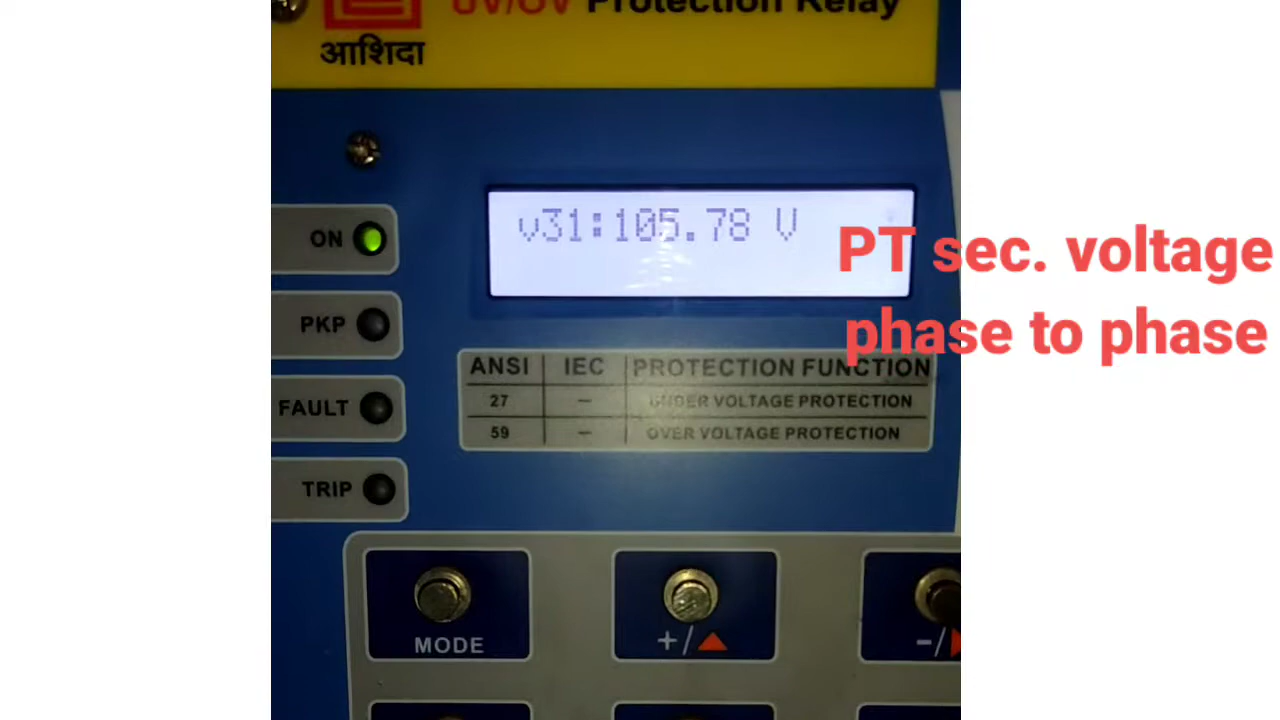 UV/OV Protection Relay
आशिदा
ON
v31:105.78 V
PT sec. voltage
phase to phase
PKP
ANSI IEC PROTECTION FUNCTION
FAULT
27 – UNDER VOLTAGE PROTECTION
59 – OVER VOLTAGE PROTECTION
TRIP
MODE
+/▲
-/